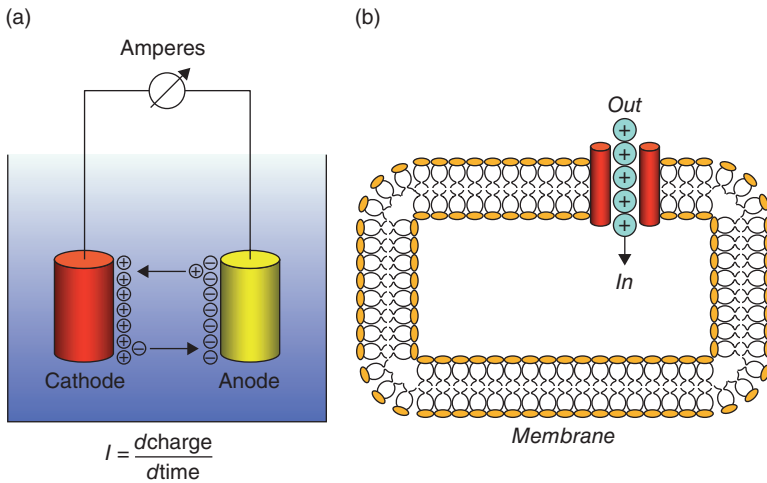 (a)
Amperes
Cathode
Anode
I = dcharge / dtime
(b)
Out
In
Membrane